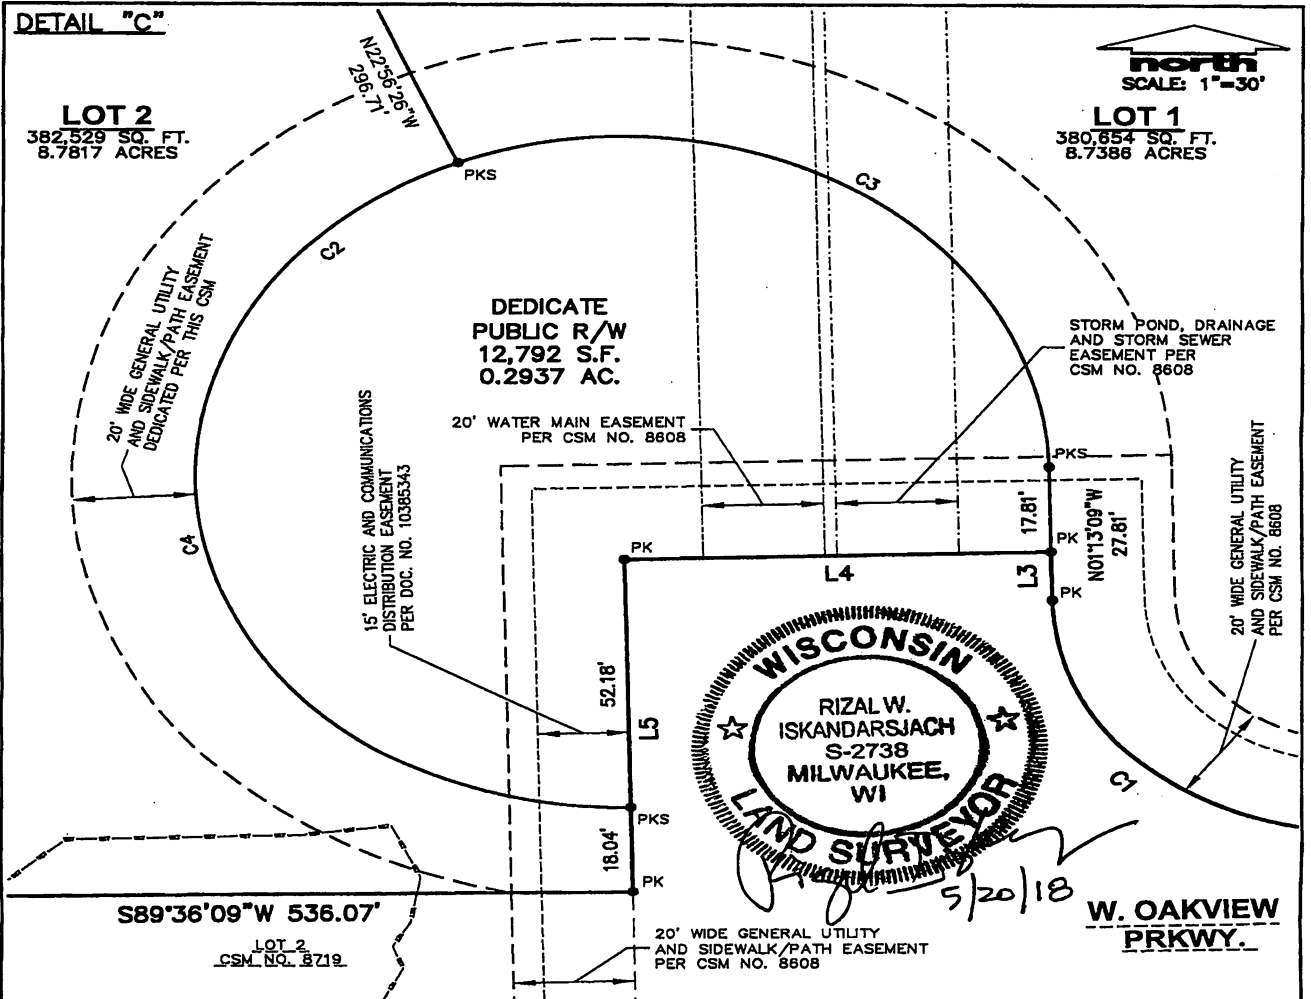 DETAIL "C"
N22°56'26"W
296.71'
north
SCALE: 1"=30'
LOT 2
382,529 SQ. FT.
8.7817 ACRES
LOT 1
380,654 SQ. FT.
8.7386 ACRES
PKS
C3
C2
20' WIDE GENERAL UTILITY
AND SIDEWALK/PATH EASEMENT
DEDICATED PER THIS CSM
DEDICATE
PUBLIC R/W
12,792 S.F.
0.2937 AC.
STORM POND, DRAINAGE
AND STORM SEWER
EASEMENT PER
CSM NO. 8608
20' WATER MAIN EASEMENT
PER CSM NO. 8608
15' ELECTRIC AND COMMUNICATIONS
DISTRIBUTION EASEMENT
PER DOC. NO. 10385343
PKS
17.81'
N01°13'09"W
27.81'
20' WIDE GENERAL UTILITY
AND SIDEWALK/PATH EASEMENT
PER CSM NO. 8608
C4
PK
PK
L4
L3
PK
52.18'
L5
WISCONSIN
RIZAL W.
ISKANDARSJACH
S-2738
MILWAUKEE,
WI
LAND SURVEYOR
C1
PKS
18.04'
PK
5/20/18
S89°36'09"W 536.07'
LOT 2
CSM NO. 8719
W. OAKVIEW
PRKWY.
20' WIDE GENERAL UTILITY
AND SIDEWALK/PATH EASEMENT
PER CSM NO. 8608